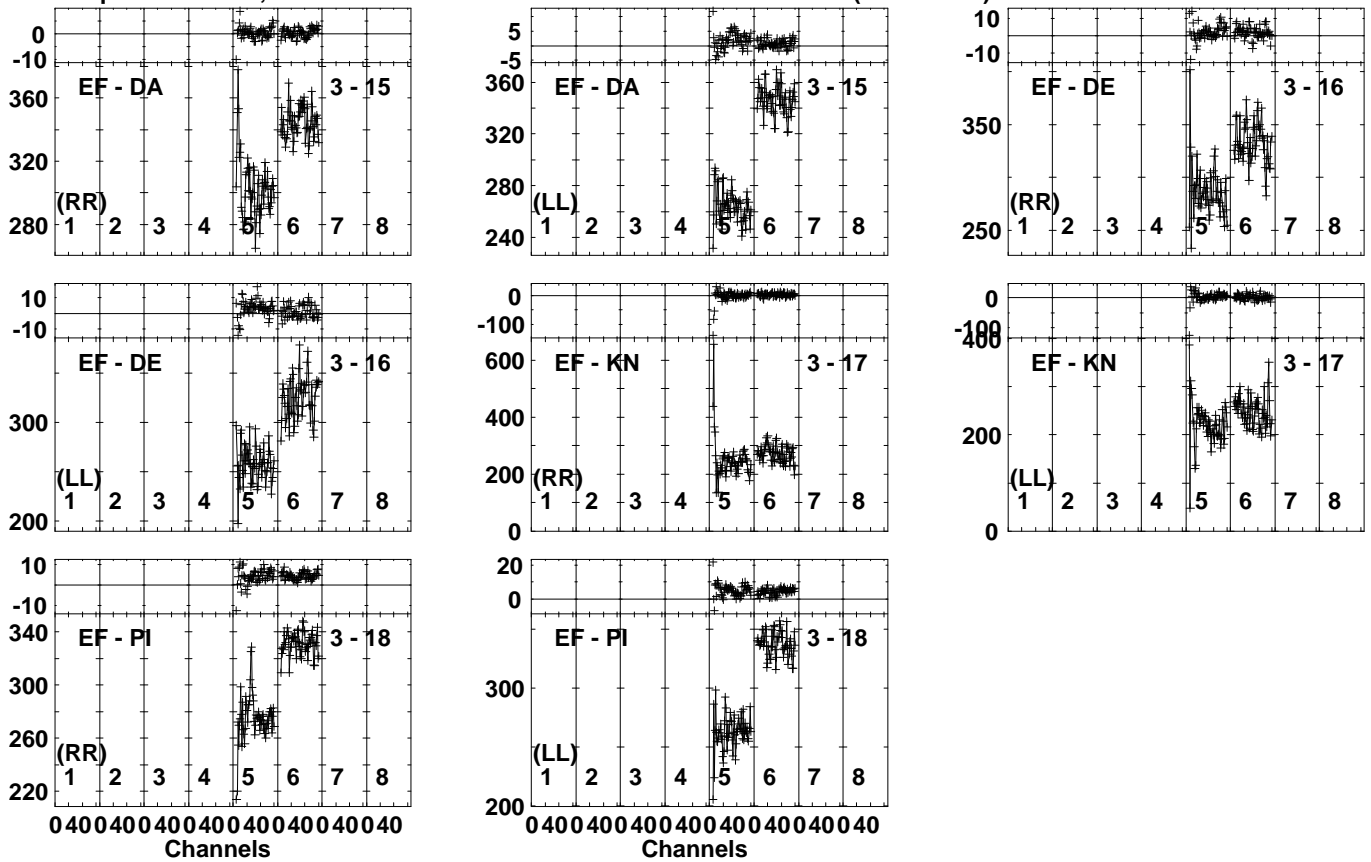 0
-10
EF - DA 3 - 15
360
320
280
(RR)
1 2 3 4 5 6 7 8
5
-5
EF - DA 3 - 15
360
320
280
240
(LL)
1 2 3 4 5 6 7 8
10
-10
EF - DE 3 - 16
350
250
(RR)
1 2 3 4 5 6 7 8
10
-10
EF - DE 3 - 16
300
200
(LL)
1 2 3 4 5 6 7 8
0
-100
EF - KN 3 - 17
600
400
200
0
(RR)
1 2 3 4 5 6 7 8
0
-100
EF - KN 3 - 17
400
200
0
(LL)
1 2 3 4 5 6 7 8
10
-10
EF - PI 3 - 18
340
300
260
220
(RR)
1 2 3 4 5 6 7 8
0 40 0 40 0 40 0 40 0 40 0 40 0 40 0 40
Channels
20
0
EF - PI 3 - 18
300
200
(LL)
1 2 3 4 5 6 7 8
0 40 0 40 0 40 0 40 0 40 0 40 0 40 0 40
Channels